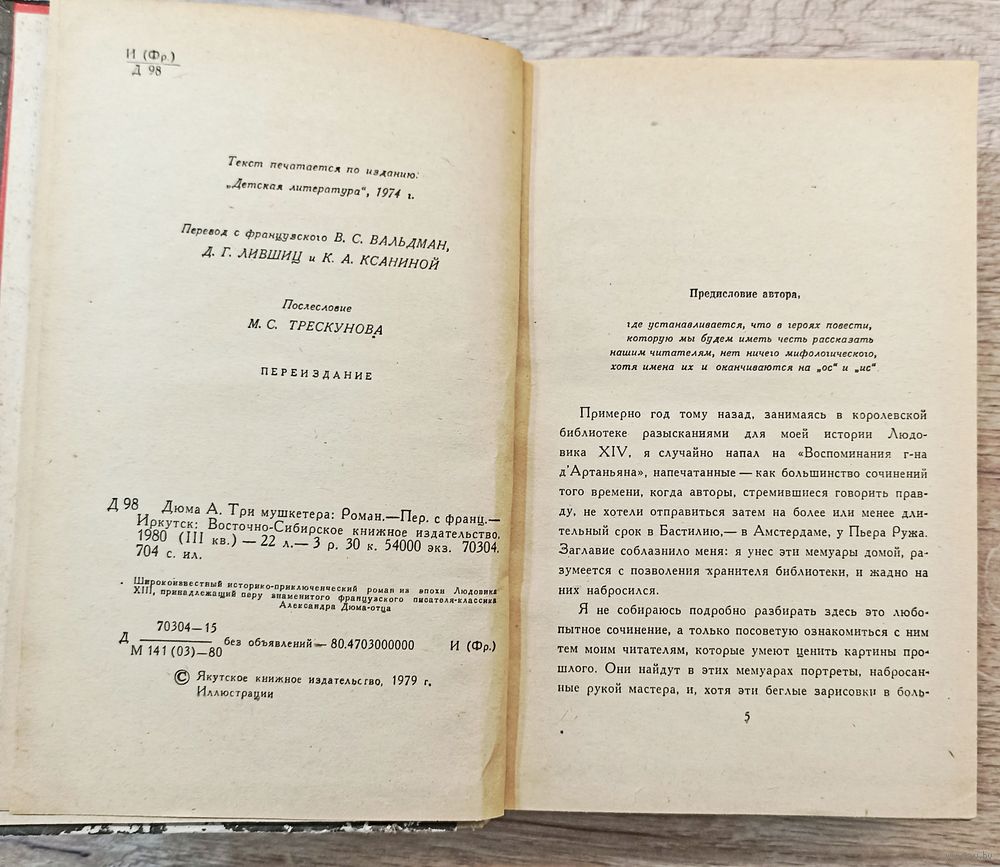 И (Фр.)
Д 98
Текст печатается по изданию:
„Детская литература“, 1974 г.
Перевод с французского В. С. ВАЛЬДМАН,
Д. Г. ЛИВШИЦ и К. А. КСАНИНОЙ
Послесловие
М. С. ТРЕСКУНОВА
ПЕРЕИЗДАНИЕ
Д 98 Дюма А. Три мушкетера: Роман.—Пер. с франц.—
Иркутск: Восточно-Сибирское книжное издательство,
1980 (III кв.) — 22 л.— 3 р. 30 к. 54000 экз. 70304.
704 с. ил.
Широкоизвестный историко-приключенческий роман из эпохи Людовика
XIII, принадлежащий перу знаменитого французского писателя-классика
Александра Дюма-отца
Д 70304—15
М 141 (03)—80 без объявлений — 80.4703000000 И (Фр.)
© Якутское книжное издательство, 1979 г.
Иллюстрации
Предисловие автора,
где устанавливается, что в героях повести,
которую мы будем иметь честь рассказать
нашим читателям, нет ничего мифологического,
хотя имена их и оканчиваются на „ос“ и „ис“
Примерно год тому назад, занимаясь в королевской
библиотеке разысканиями для моей истории Людо-
вика XIV, я случайно напал на «Воспоминания г-на
д'Артаньяна», напечатанные — как большинство сочинений
того времени, когда авторы, стремившиеся говорить прав-
ду, не хотели отправиться затем на более или менее дли-
тельный срок в Бастилию,— в Амстердаме, у Пьера Ружа.
Заглавие соблазнило меня: я унес эти мемуары домой, ра-
зумеется с позволения хранителя библиотеки, и жадно на
них набросился.
Я не собираюсь подробно разбирать здесь это любо-
пытное сочинение, а только посоветую ознакомиться с ним
тем моим читателям, которые умеют ценить картины про-
шлого. Они найдут в этих мемуарах портреты, набросан-
ные рукой мастера, и, хотя эти беглые зарисовки в боль-
5